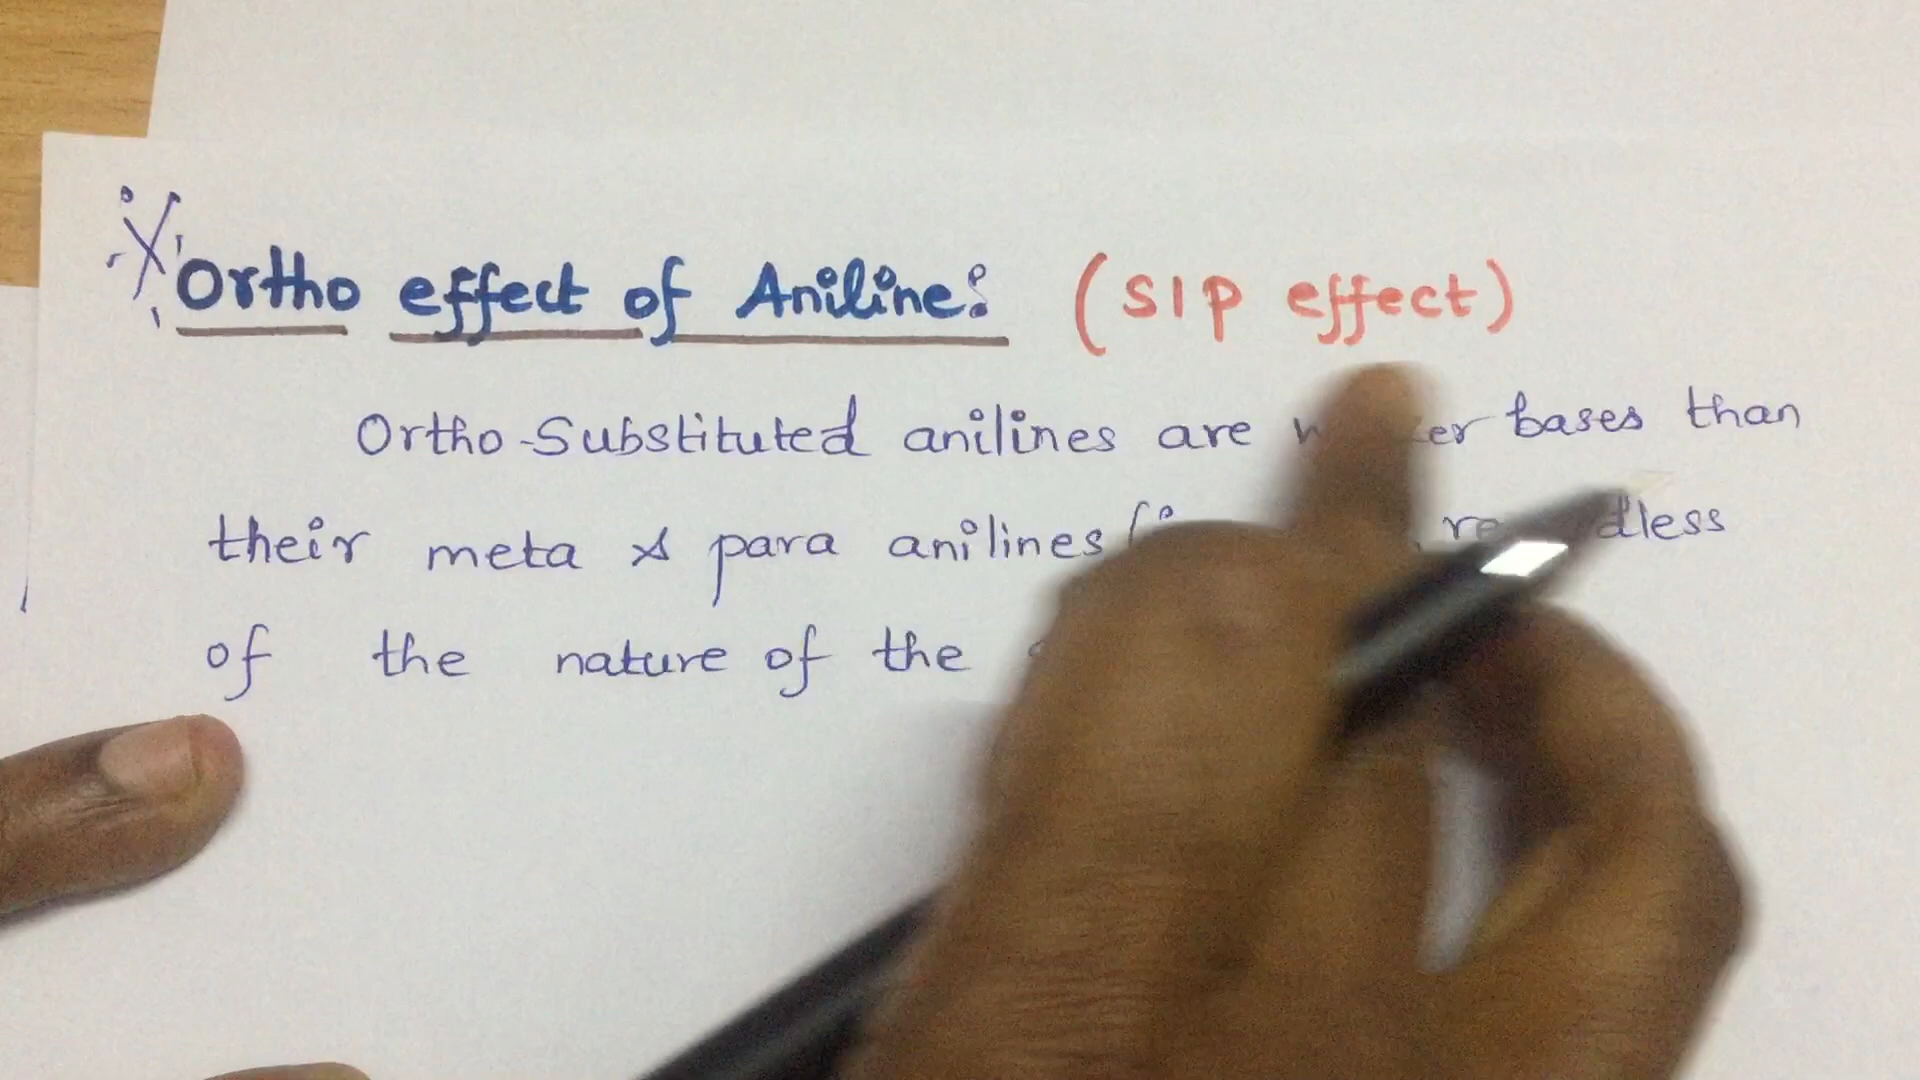 Ortho effect of Aniline: (SIP effect)
Ortho-Substituted anilines are bases than
their meta & para anilines
of the nature of the